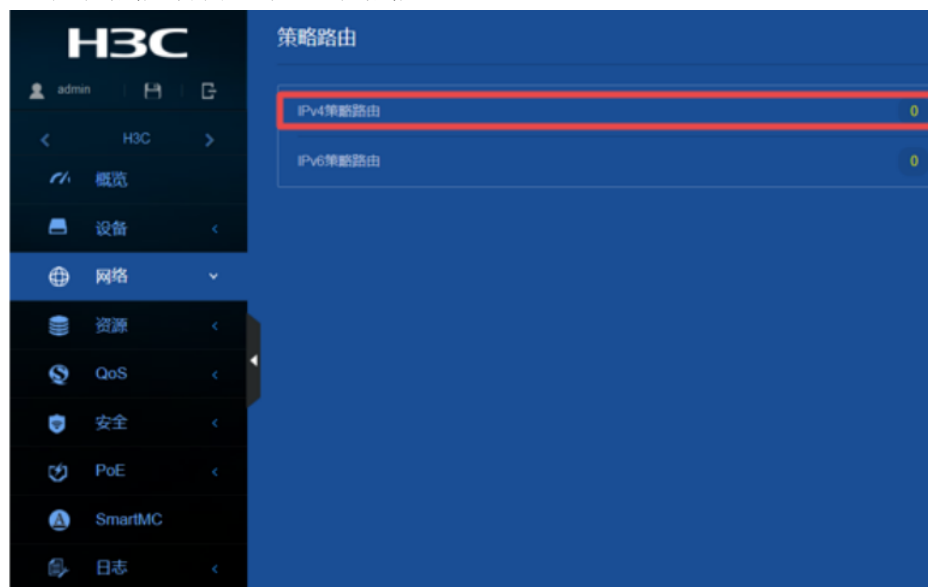 H3C
admin
H3C
概览
设备
网络
资源
QoS
安全
PoE
SmartMC
日志
策略路由
IPv4策略路由 0
IPv6策略路由 0